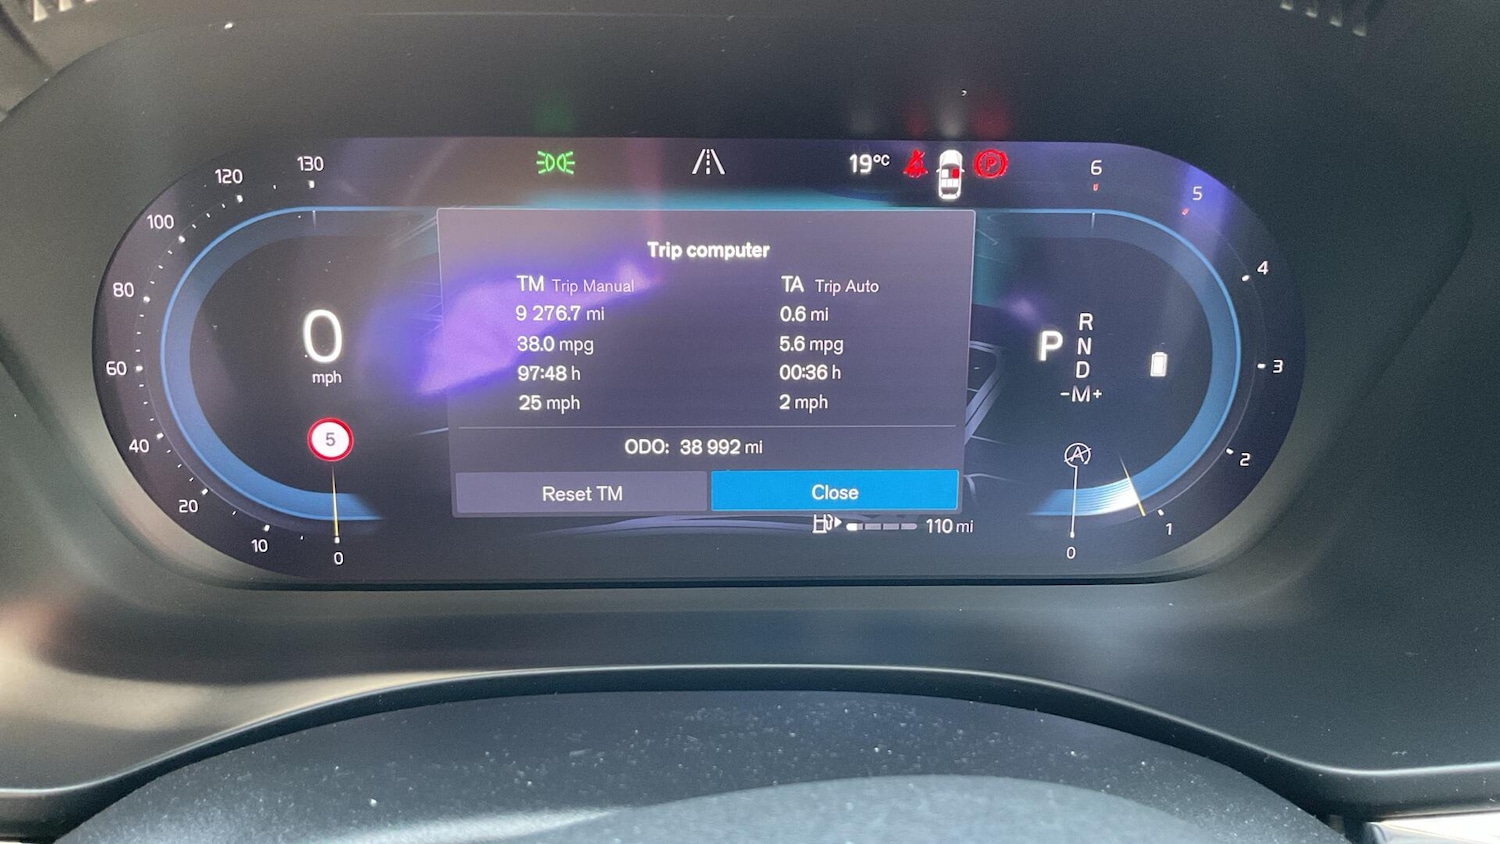 130
120
100
80
60
40
20
10
0
0
mph
5
19°C
P
Trip computer
TM Trip Manual
9 276.7 mi
38.0 mpg
97:48 h
25 mph
TA Trip Auto
0.6 mi
5.6 mpg
00:36 h
2 mph
ODO: 38 992 mi
Reset TM
Close
110 mi
P
R
N
D
-M+
A
6
5
4
3
2
1
0